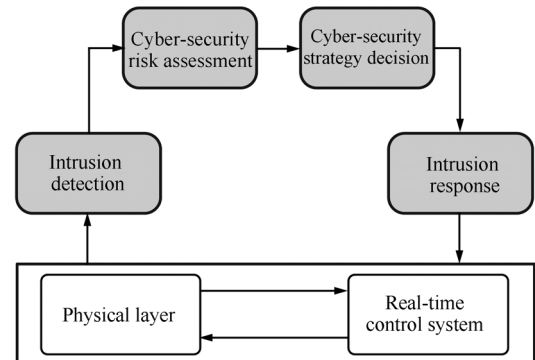 Cyber-security
risk assessment
Cyber-security
strategy decision
Intrusion
detection
Intrusion
response
Physical layer
Real-time
control system